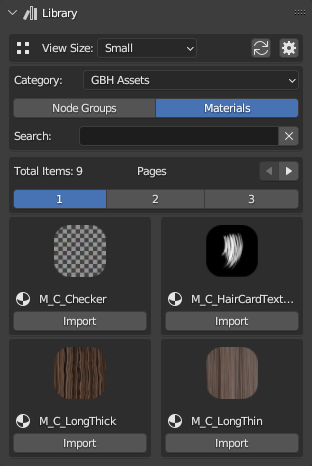 Library
View Size: Small
Category: GBH Assets
Node Groups Materials
Search:
Total Items: 9 Pages
1 2 3
M_C_Checker M_C_HairCardText...
Import Import
M_C_LongThick M_C_LongThin
Import Import